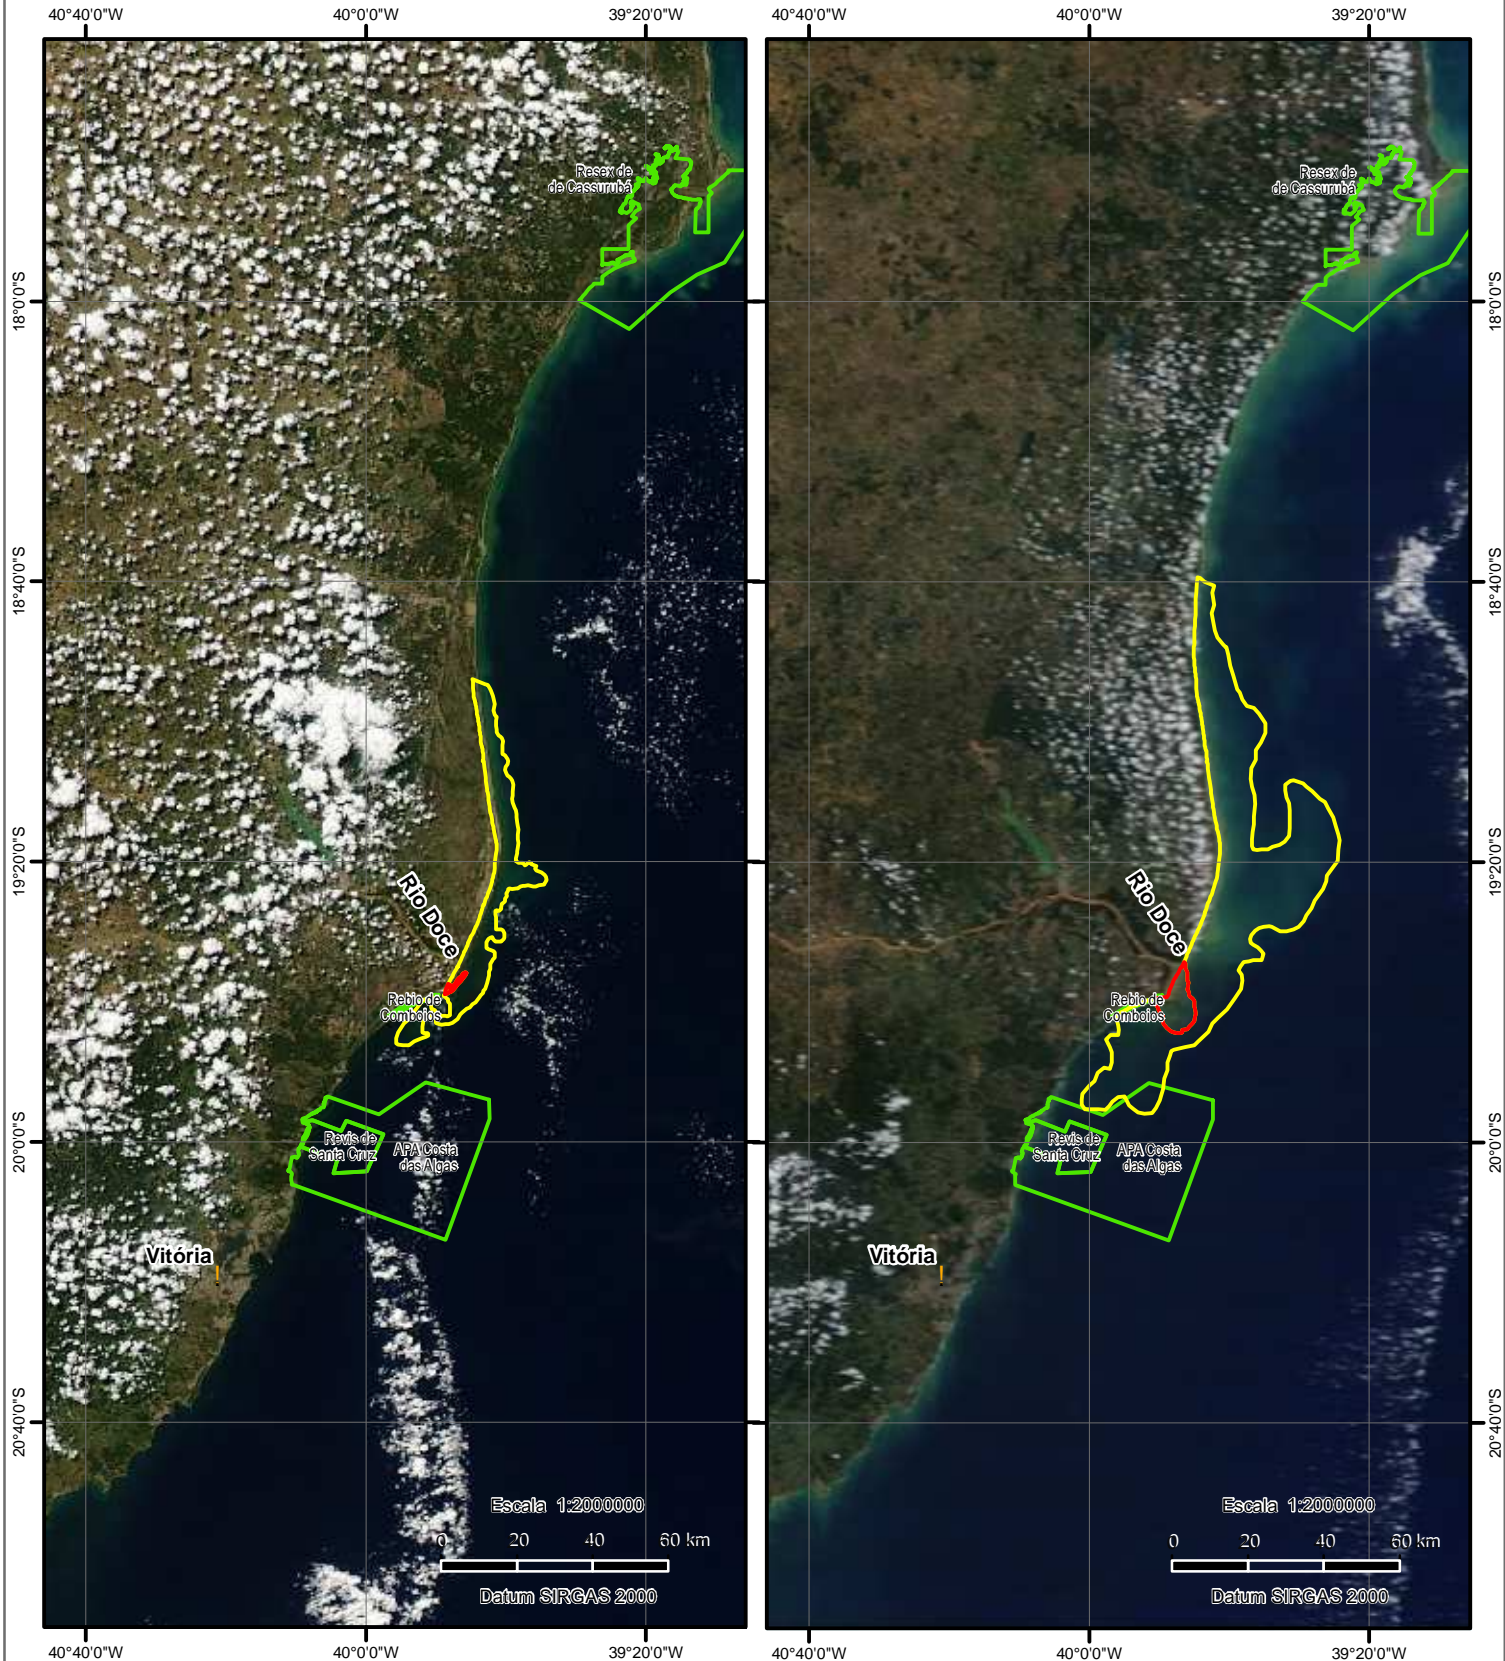 40°40'0"W 40°0'0"W 39°20'0"W
40°40'0"W 40°0'0"W 39°20'0"W
18°0'0"S
18°40'0"S
19°20'0"S
20°0'0"S
20°40'0"S
Resex de
de Cassurubá
Rio Doce
Rebio de
Comboios
Revis de
Santa Cruz
APA Costa
das Algas
Vitória
Escala 1:2000000
0 20 40 60 km
Datum SIRGAS 2000
40°40'0"W 40°0'0"W 39°20'0"W
Resex de
de Cassurubá
Rio Doce
Rebio de
Comboios
Revis de
Santa Cruz
APA Costa
das Algas
Vitória
Escala 1:2000000
0 20 40 60 km
Datum SIRGAS 2000
18°0'0"S
18°40'0"S
19°20'0"S
20°0'0"S
20°40'0"S
40°40'0"W 40°0'0"W 39°20'0"W